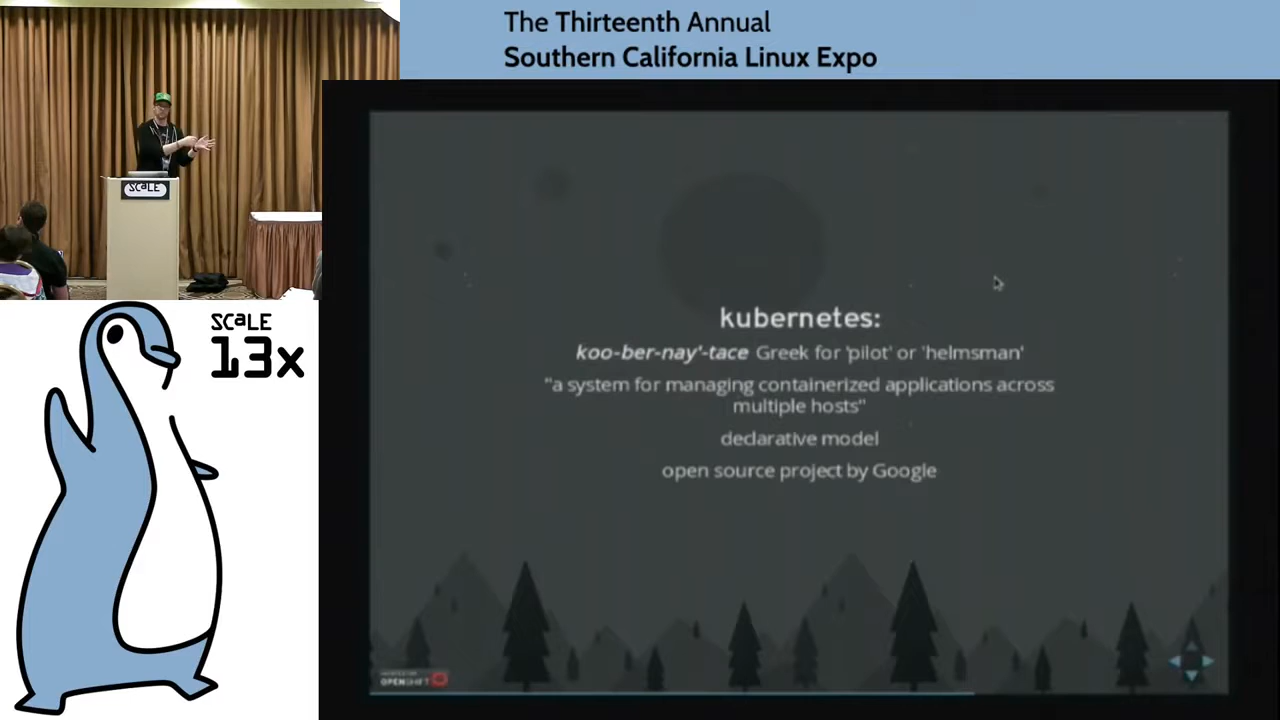 The Thirteenth Annual
Southern California Linux Expo
SCaLE
SCaLE
13x
kubernetes:
koo-ber-nay'-tace Greek for 'pilot' or 'helmsman'
"a system for managing containerized applications across
multiple hosts"
declarative model
open source project by Google
OPENSHIFT